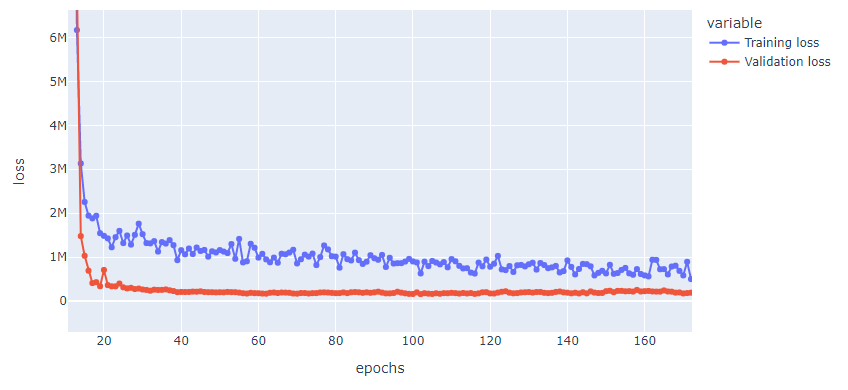 variable
Training loss
Validation loss
6M
5M
4M
3M
2M
1M
0
loss
20 40 60 80 100 120 140 160
epochs